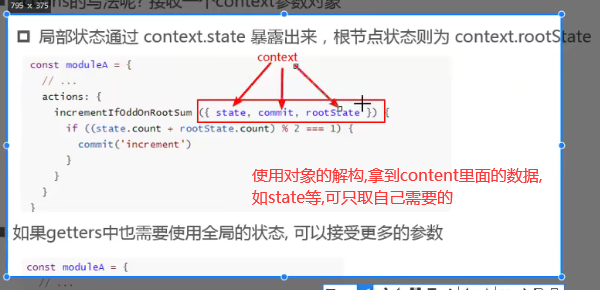 795 x 375
的写法呢? 接收一个context参数对象
局部状态通过 context.state 暴露出来，根节点状态则为 context.rootState
context
const moduleA = {
// ...
actions: {
incrementIfOddOnRootSum ({ state, commit, rootState }) {
if ((state.count + rootState.count) % 2 === 1) {
commit('increment')
}
}
}
}
使用对象的解构,拿到content里面的数据,
如state等,可只取自己需要的
如果getters中也需要使用全局的状态, 可以接受更多的参数
const moduleA = {
// ...